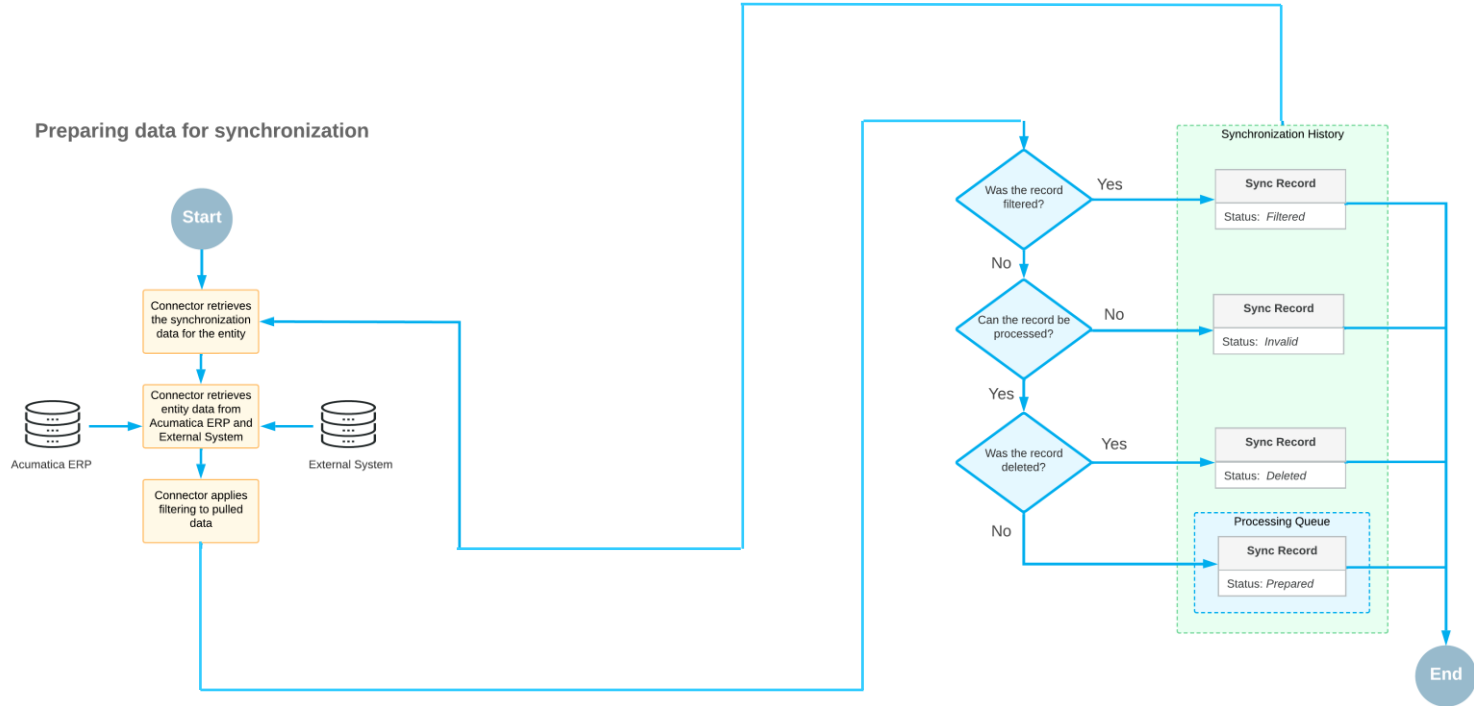 Preparing data for synchronization
Start
Connector retrieves
the synchronization
data for the entity
Connector retrieves
entity data from
Acumatica ERP and
External System
Acumatica ERP
External System
Connector applies
filtering to pulled
data
Was the record
filtered?
Yes
No
Can the record be
processed?
No
Yes
Was the record
deleted?
Yes
No
Synchronization History
Sync Record
Status: Filtered
Sync Record
Status: Invalid
Sync Record
Status: Deleted
Processing Queue
Sync Record
Status: Prepared
End